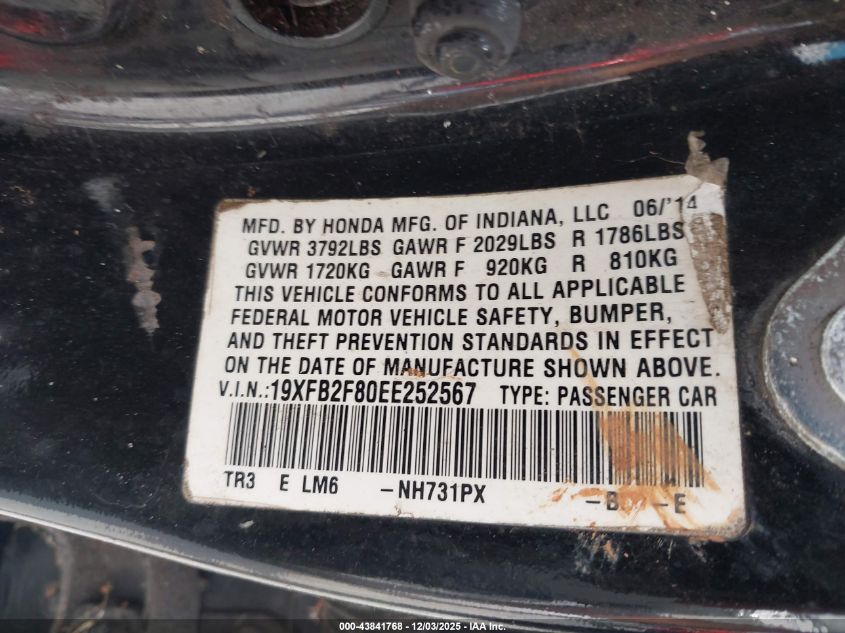 MFD. BY HONDA MFG. OF INDIANA, LLC 06/'14
GVWR 3792LBS GAWR F 2029LBS R 1786LBS
GVWR 1720KG GAWR F 920KG R 810KG
THIS VEHICLE CONFORMS TO ALL APPLICABLE
FEDERAL MOTOR VEHICLE SAFETY, BUMPER,
AND THEFT PREVENTION STANDARDS IN EFFECT
ON THE DATE OF MANUFACTURE SHOWN ABOVE.
V.I.N.:19XFB2F80EE252567 TYPE: PASSENGER CAR
TR3 E LM6 -NH731PX -B -E
000-43841768 - 12/03/2025 - IAA Inc.